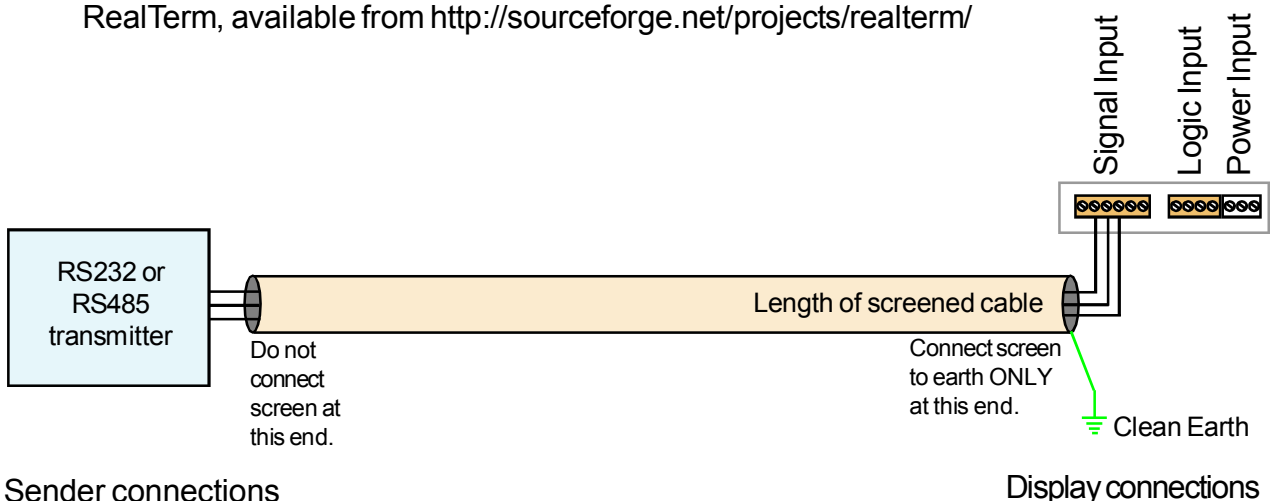 RealTerm, available from http://sourceforge.net/projects/realterm/
Signal Input
Logic Input
Power Input
RS232 or
RS485
transmitter
Length of screened cable
Do not
connect
screen at
this end.
Connect screen
to earth ONLY
at this end.
Clean Earth
Sender connections
Display connections